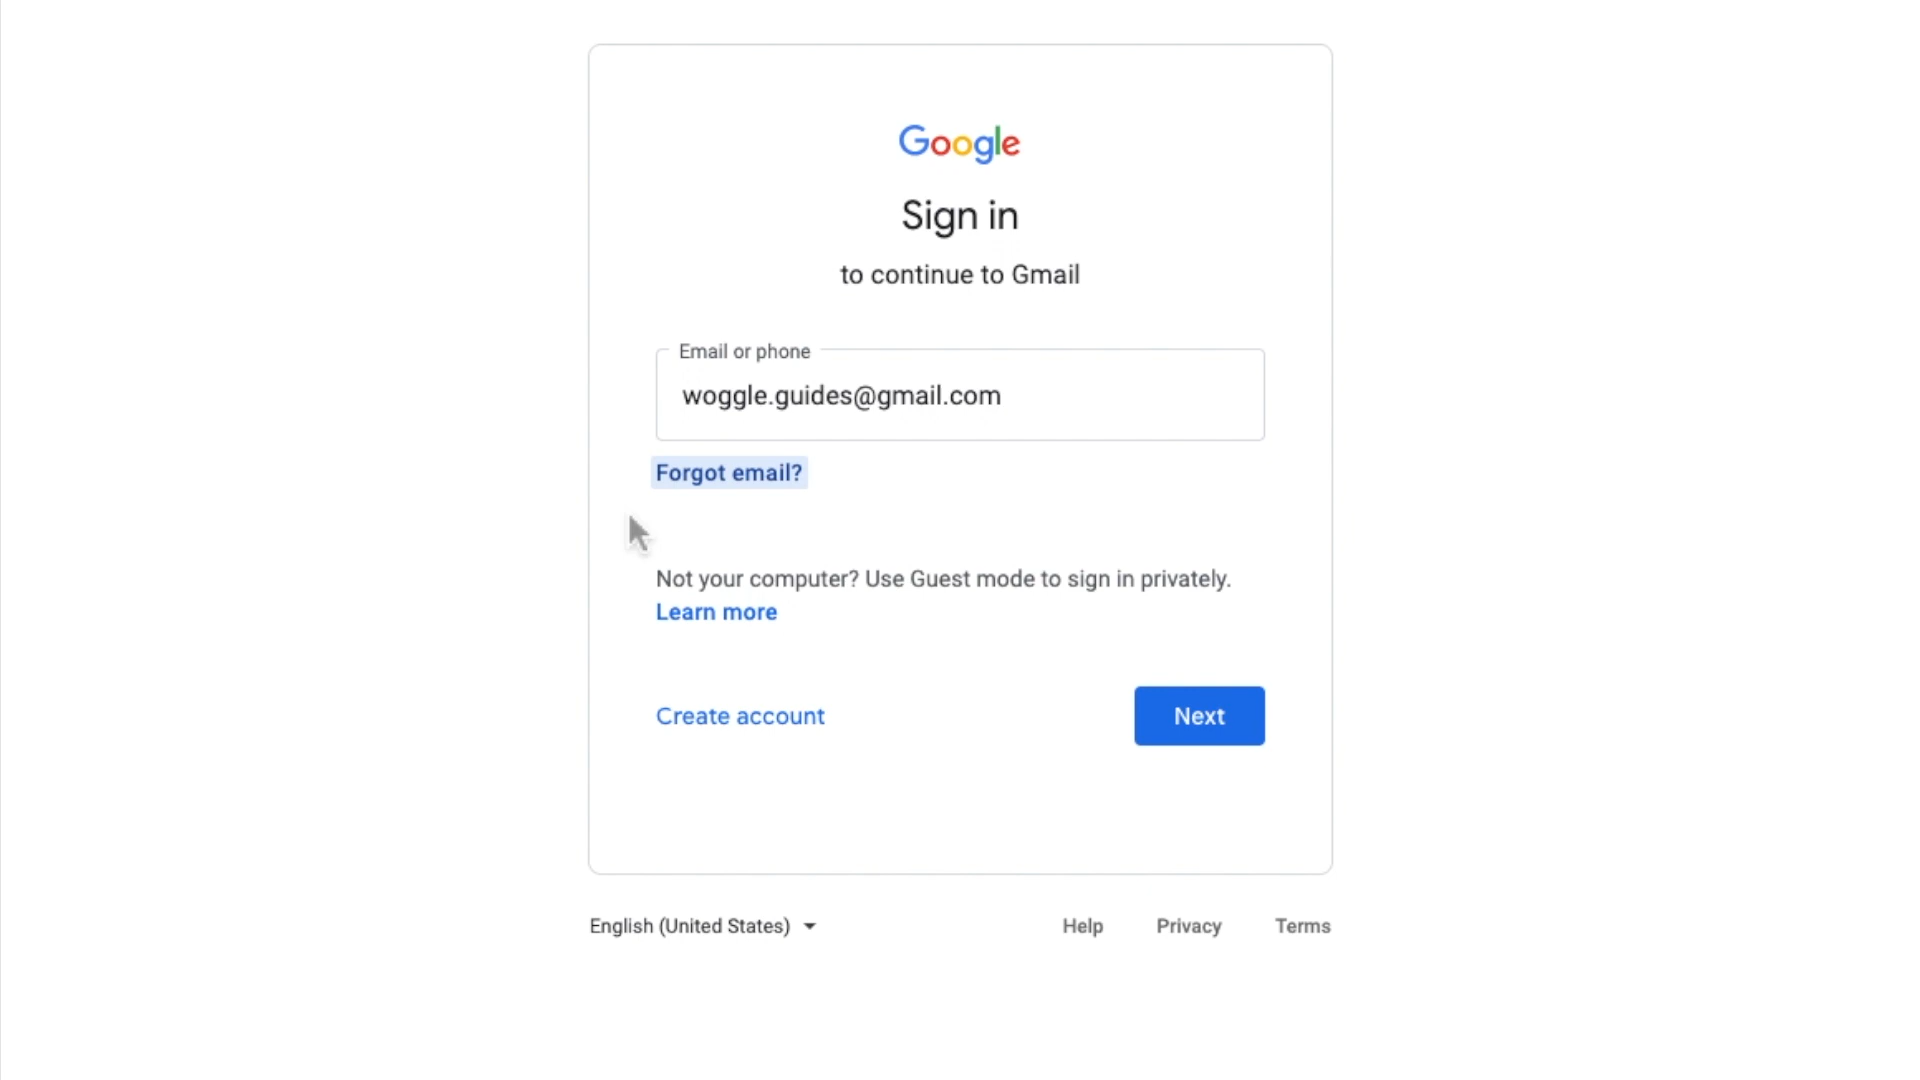 Google
Sign in
to continue to Gmail
Email or phone
woggle.guides@gmail.com
Forgot email?
Not your computer? Use Guest mode to sign in privately.
Learn more
Create account
Next
English (United States)
Help
Privacy
Terms